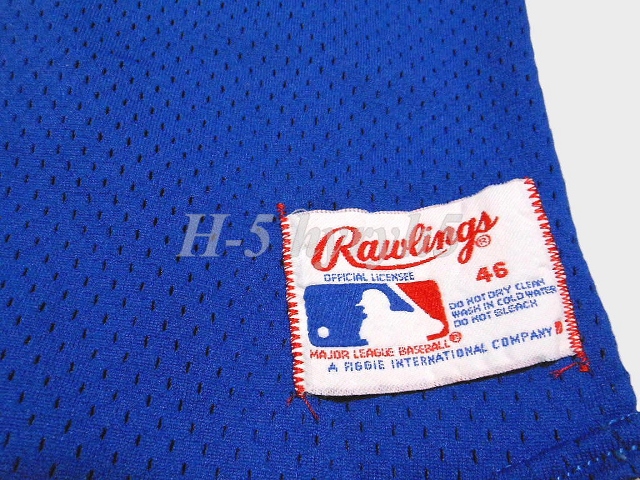 Rawlings®
OFFICIAL LICENSEE
46
DO NOT DRY CLEAN
WASH IN COLD WATER
DO NOT BLEACH
MAJOR LEAGUE BASEBALL®
A FIGGIE INTERNATIONAL COMPANY
H-5